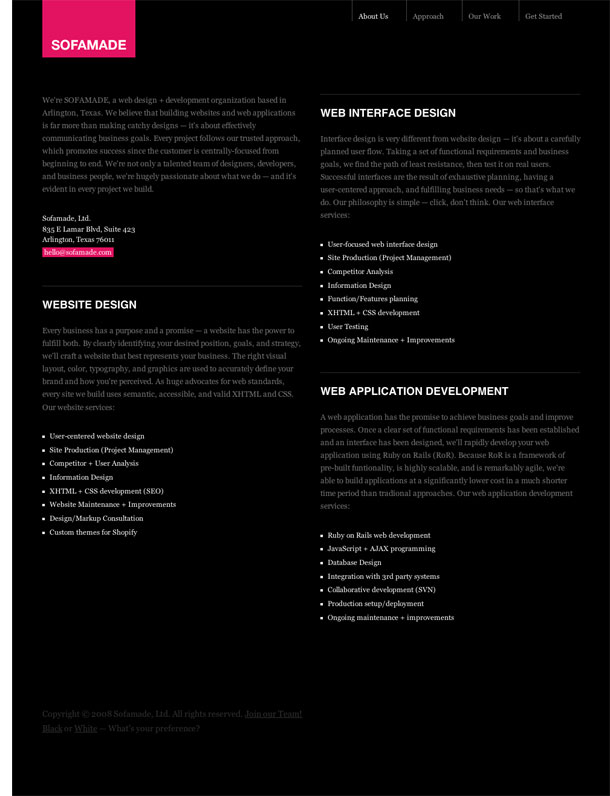 SOFAMADE
About Us
Approach
Our Work
Get Started
We're SOFAMADE, a web design + development organization based in
Arlington, Texas. We believe that building websites and web applications
is far more than making catchy designs — it's about effectively
communicating business goals. Every project follows our trusted approach,
which promotes success since the customer is centrally-focused from
beginning to end. We're not only a talented team of designers, developers,
and business people, we're hugely passionate about what we do — and it's
evident in every project we build.
Sofamade, Ltd.
835 E Lamar Blvd, Suite 423
Arlington, Texas 76011
hello@sofamade.com
WEBSITE DESIGN
Every business has a purpose and a promise — a website has the power to
fulfill both. By clearly identifying your desired position, goals, and strategy,
we'll craft a website that best represents your business. The right visual
layout, color, typography, and graphics are used to accurately define your
brand and how you're perceived. As huge advocates for web standards,
every site we build uses semantic, accessible, and valid XHTML and CSS.
Our website services:
User-centered website design
Site Production (Project Management)
Competitor + User Analysis
Information Design
XHTML + CSS development (SEO)
Website Maintenance + Improvements
Design/Markup Consultation
Custom themes for Shopify
WEB INTERFACE DESIGN
Interface design is very different from website design — it's about a carefully
planned user flow. Taking a set of functional requirements and business
goals, we find the path of least resistance, then test it on real users.
Successful interfaces are the result of exhaustive planning, having a
user-centered approach, and fulfilling business needs — so that's what we
do. Our philosophy is simple — click, don't think. Our web interface
services:
User-focused web interface design
Site Production (Project Management)
Competitor Analysis
Information Design
Function/Features planning
XHTML + CSS development
User Testing
Ongoing Maintenance + Improvements
WEB APPLICATION DEVELOPMENT
A web application has the promise to achieve business goals and improve
processes. Once a clear set of functional requirements has been established
and an interface has been designed, we'll rapidly develop your web
application using Ruby on Rails (RoR). Because RoR is a framework of
pre-built funtionality, is highly scalable, and is remarkably agile, we're
able to build applications at a significantly lower cost in a much shorter
time period than tradional approaches. Our web application development
services:
Ruby on Rails web development
JavaScript + AJAX programming
Database Design
Integration with 3rd party systems
Collaborative development (SVN)
Production setup/deployment
Ongoing maintenance + improvements
Copyright © 2008 Sofamade, Ltd. All rights reserved. Join our Team!
Black or White — What's your preference?